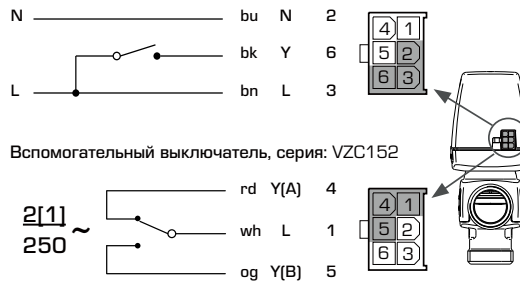 N bu N 2
bk Y 6
L bn L 3
4 1
5 2
6 3
Вспомогательный выключатель, серия: VZC152
rd Y(A) 4
2(1)
250 ~
wh L 1
og Y(B) 5
4 1
5 2
6 3